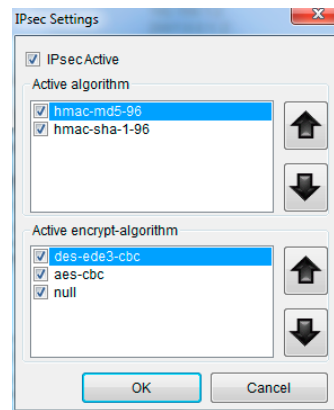 IPsec Settings
IPsec Active
Active algorithm
hmac-md5-96
hmac-sha-1-96
Active encrypt-algorithm
des-ede3-cbc
aes-cbc
null
OK
Cancel